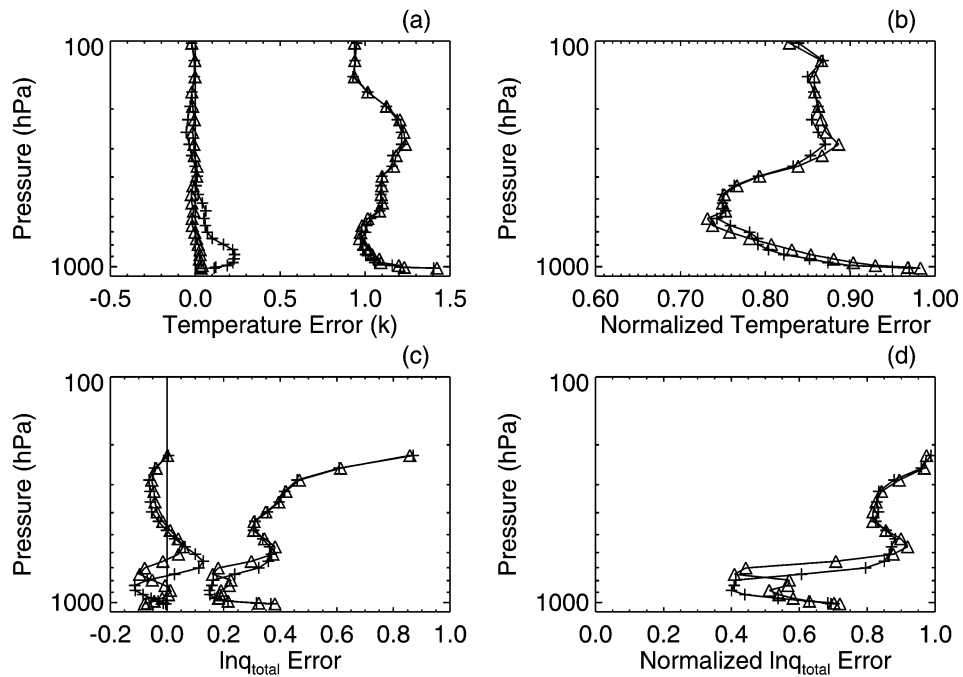 (a)
(b)
100
1000
Pressure (hPa)
-0.5 0.0 0.5 1.0 1.5
Temperature Error (k)
100
1000
Pressure (hPa)
0.60 0.70 0.80 0.90 1.00
Normalized Temperature Error
(c)
(d)
100
1000
Pressure (hPa)
-0.2 0.0 0.2 0.4 0.6 0.8 1.0
lnqtotal Error
100
1000
Pressure (hPa)
0.0 0.2 0.4 0.6 0.8 1.0
Normalized lnqtotal Error